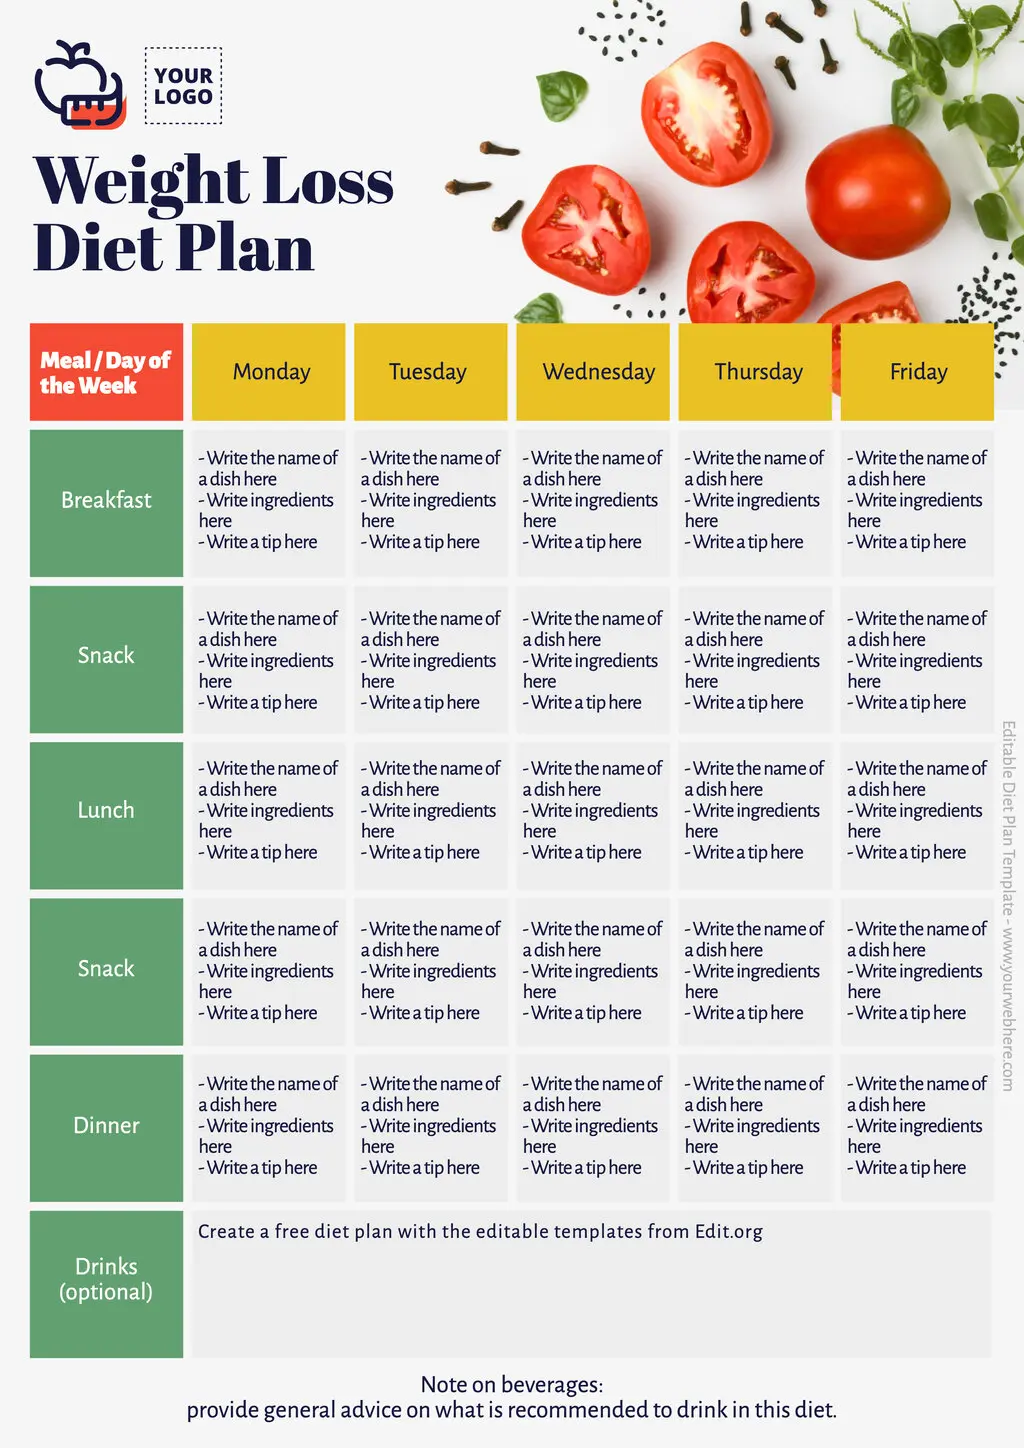 YOUR
LOGO
Weight Loss
Diet Plan
Meal / Day of
the Week
Monday
Tuesday
Wednesday
Thursday
Friday
Breakfast
- Write the name of
a dish here
- Write ingredients
here
- Write a tip here
- Write the name of
a dish here
- Write ingredients
here
- Write a tip here
- Write the name of
a dish here
- Write ingredients
here
- Write a tip here
- Write the name of
a dish here
- Write ingredients
here
- Write a tip here
- Write the name of
a dish here
- Write ingredients
here
- Write a tip here
Snack
- Write the name of
a dish here
- Write ingredients
here
- Write a tip here
- Write the name of
a dish here
- Write ingredients
here
- Write a tip here
- Write the name of
a dish here
- Write ingredients
here
- Write a tip here
- Write the name of
a dish here
- Write ingredients
here
- Write a tip here
- Write the name of
a dish here
- Write ingredients
here
- Write a tip here
Lunch
- Write the name of
a dish here
- Write ingredients
here
- Write a tip here
- Write the name of
a dish here
- Write ingredients
here
- Write a tip here
- Write the name of
a dish here
- Write ingredients
here
- Write a tip here
- Write the name of
a dish here
- Write ingredients
here
- Write a tip here
- Write the name of
a dish here
- Write ingredients
here
- Write a tip here
Snack
- Write the name of
a dish here
- Write ingredients
here
- Write a tip here
- Write the name of
a dish here
- Write ingredients
here
- Write a tip here
- Write the name of
a dish here
- Write ingredients
here
- Write a tip here
- Write the name of
a dish here
- Write ingredients
here
- Write a tip here
- Write the name of
a dish here
- Write ingredients
here
- Write a tip here
Dinner
- Write the name of
a dish here
- Write ingredients
here
- Write a tip here
- Write the name of
a dish here
- Write ingredients
here
- Write a tip here
- Write the name of
a dish here
- Write ingredients
here
- Write a tip here
- Write the name of
a dish here
- Write ingredients
here
- Write a tip here
- Write the name of
a dish here
- Write ingredients
here
- Write a tip here
Drinks
(optional)
Create a free diet plan with the editable templates from Edit.org
Note on beverages:
provide general advice on what is recommended to drink in this diet.
Editable Diet Plan Template - www.yourwebhere.com